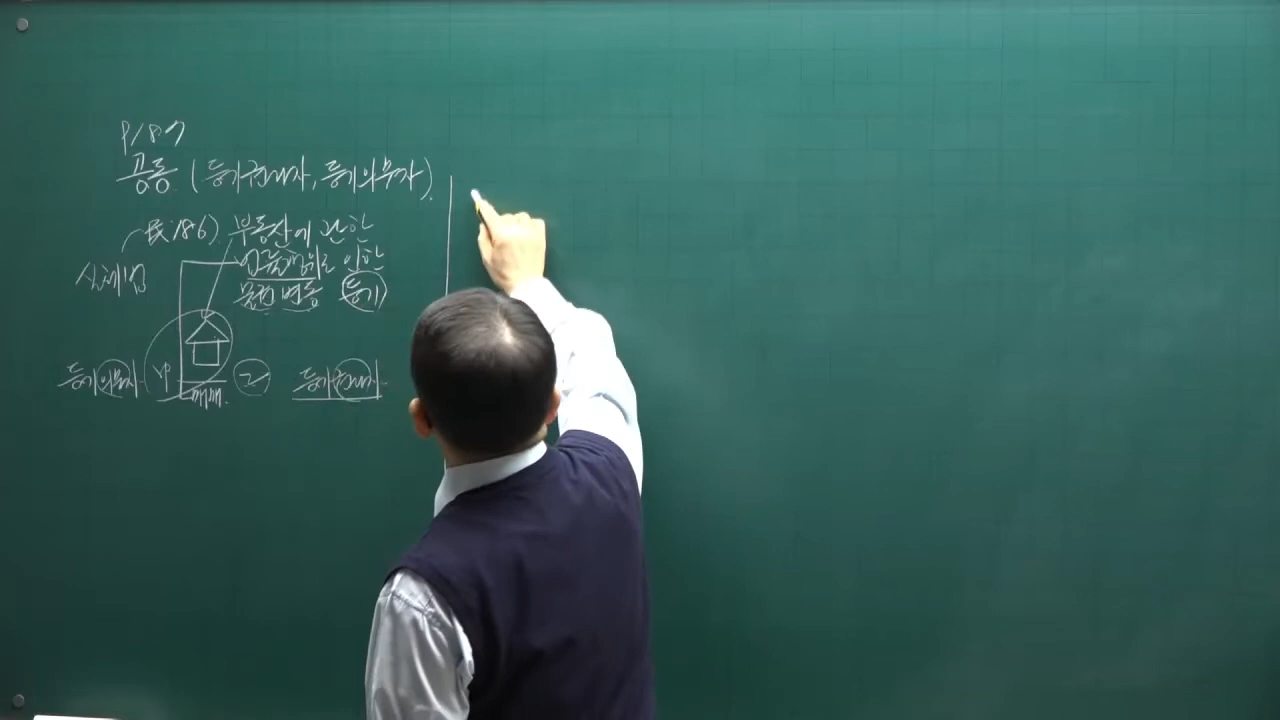 P187
공동 (등기권리자, 등기의무자).
民186) 부동산에 관한
실체법 법률행위로 인한
물권변동 (등기)
등기의무자 甲 乙 등기권리자
매매.